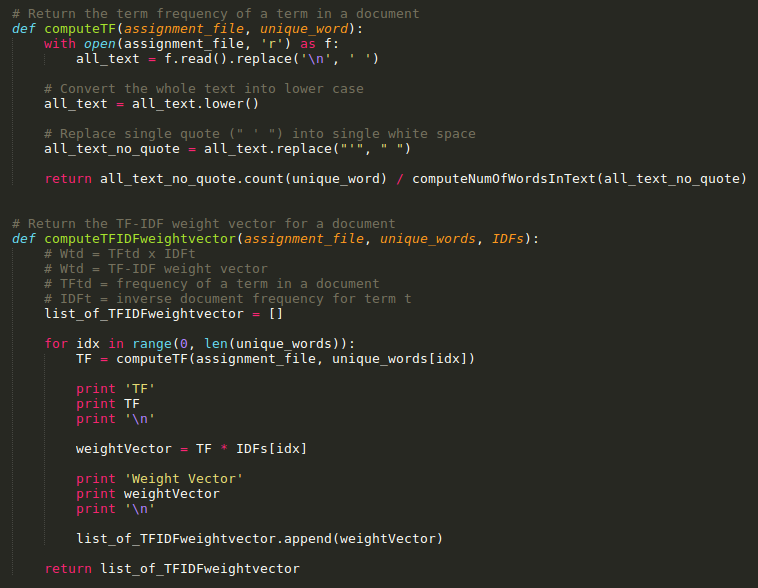 # Return the term frequency of a term in a document
def computeTF(assignment_file, unique_word):
    with open(assignment_file, 'r') as f:
        all_text = f.read().replace('\n', ' ')

    # Convert the whole text into lower case
    all_text = all_text.lower()

    # Replace single quote (" ' ") into single white space
    all_text_no_quote = all_text.replace("'", " ")

    return all_text_no_quote.count(unique_word) / computeNumOfWordsInText(all_text_no_quote)


# Return the TF-IDF weight vector for a document
def computeTFIDFweightvector(assignment_file, unique_words, IDFs):
    # Wtd = TFtd x IDFt
    # Wtd = TF-IDF weight vector
    # TFtd = frequency of a term in a document
    # IDFt = inverse document frequency for term t
    list_of_TFIDFweightvector = []

    for idx in range(0, len(unique_words)):
        TF = computeTF(assignment_file, unique_words[idx])

        print 'TF'
        print TF
        print '\n'

        weightVector = TF * IDFs[idx]

        print 'Weight Vector'
        print weightVector
        print '\n'

        list_of_TFIDFweightvector.append(weightVector)

    return list_of_TFIDFweightvector